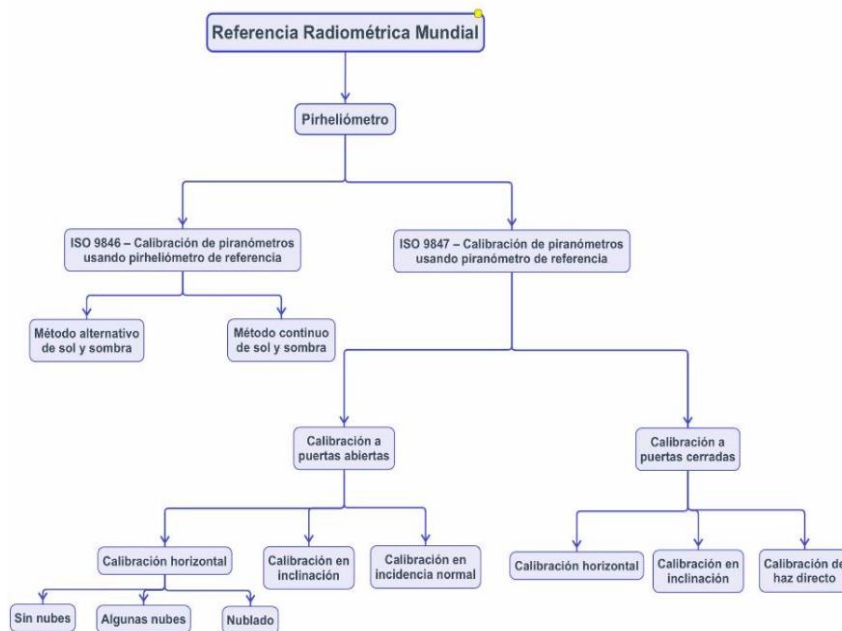 Referencia Radiométrica Mundial
Pirheliómetro
ISO 9846 – Calibración de piranómetros
usando pirheliómetro de referencia
ISO 9847 – Calibración de piranómetros
usando piranómetro de referencia
Método alternativo
de sol y sombra
Método continuo
de sol y sombra
Calibración a
puertas abiertas
Calibración a
puertas cerradas
Calibración horizontal
Calibración en
inclinación
Calibración en
incidencia normal
Calibración horizontal
Calibración en
inclinación
Calibración de
haz directo
Sin nubes
Algunas nubes
Nublado